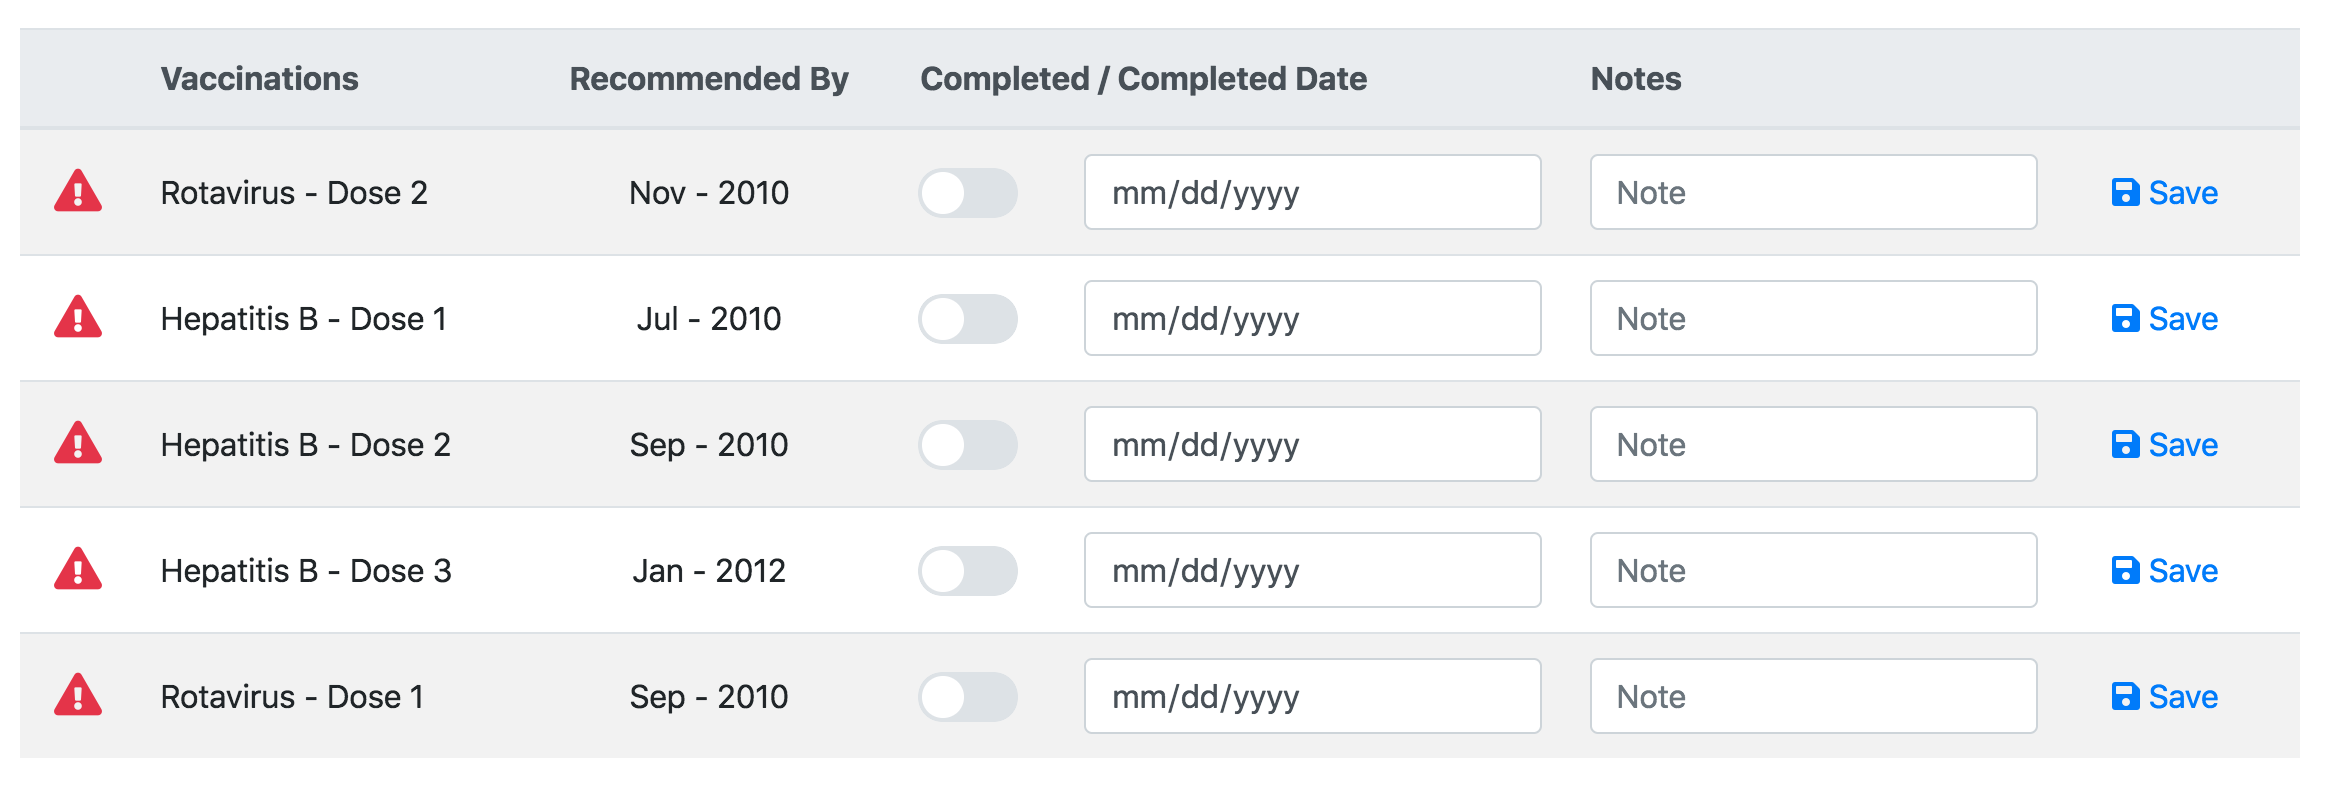 Vaccinations Recommended By Completed / Completed Date Notes
Rotavirus - Dose 2 Nov - 2010 mm/dd/yyyy Note Save
Hepatitis B - Dose 1 Jul - 2010 mm/dd/yyyy Note Save
Hepatitis B - Dose 2 Sep - 2010 mm/dd/yyyy Note Save
Hepatitis B - Dose 3 Jan - 2012 mm/dd/yyyy Note Save
Rotavirus - Dose 1 Sep - 2010 mm/dd/yyyy Note Save